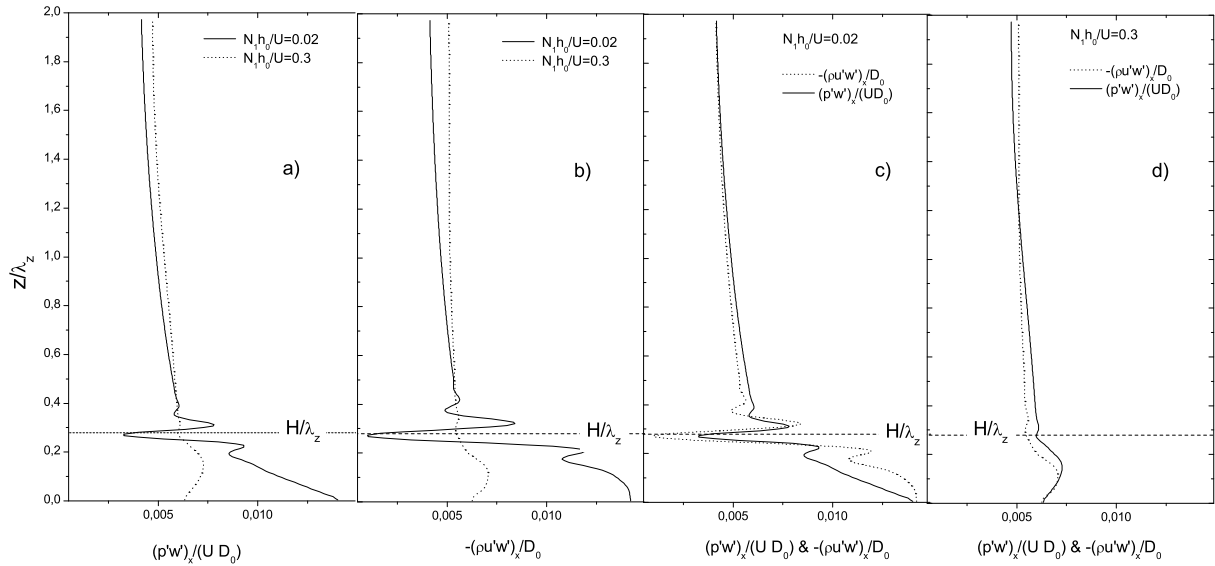 2,0
1,8
1,6
1,4
1,2
1,0
0,8
0,6
0,4
0,2
0,0
z/λz
N1h0/U=0.02
N1h0/U=0.3
a)
H/λz
0,005 0,010
(p'w')x/(U D0)
N1h0/U=0.02
N1h0/U=0.3
b)
0,005 0,010
-(ρu'w')x/D0
N1h0/U=0.02
-(ρu'w')x/D0
(p'w')x/(UD0)
c)
H/λz
0,005 0,010
(p'w')x/(U D0) & -(ρu'w')x/D0
N1h0/U=0.3
-(ρu'w')x/D0
(p'w')x/(UD0)
d)
H/λz
0,005 0,010
(p'w')x/(U D0) & -(ρu'w')x/D0